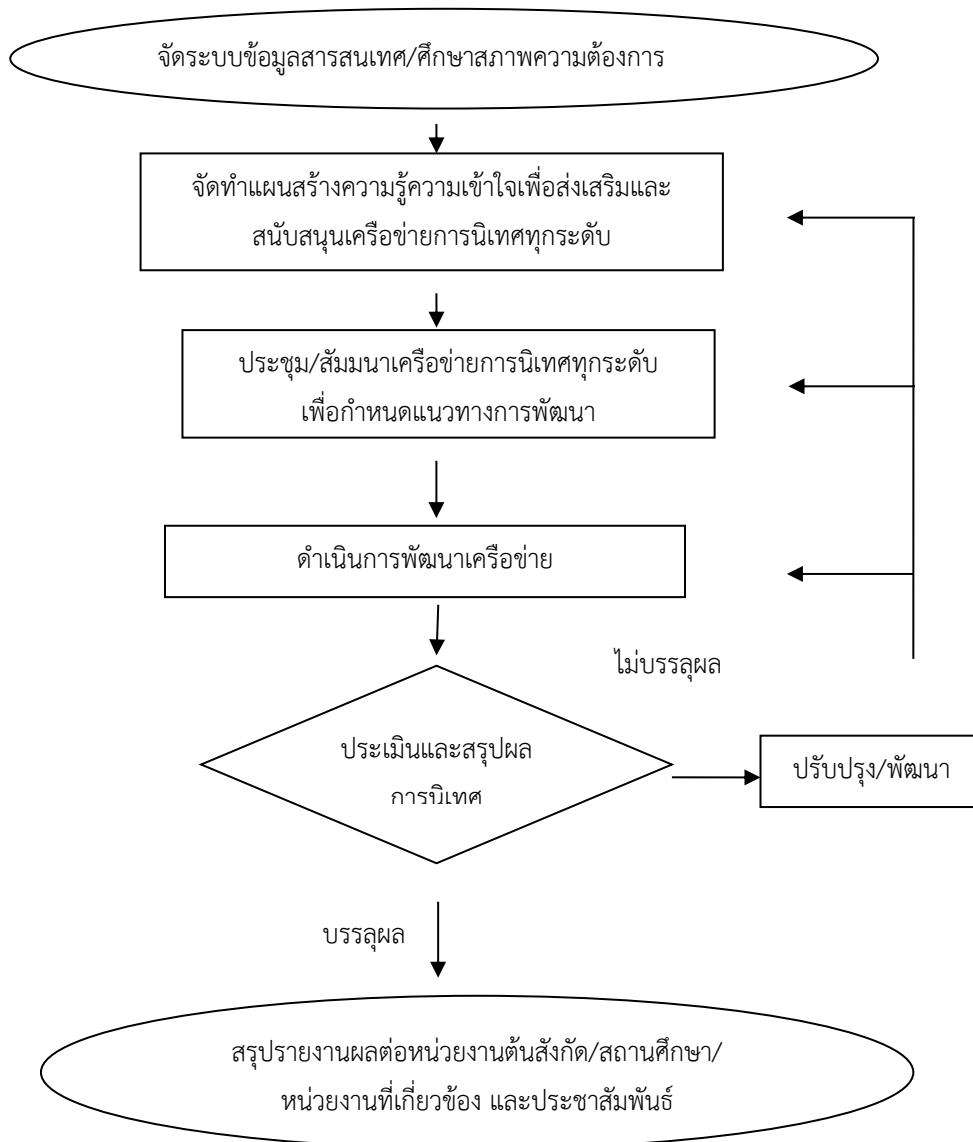 จัดระบบข้อมูลสารสนเทศ/ศึกษาสภาพความต้องการ
จัดทำแผนสร้างความรู้ความเข้าใจเพื่อส่งเสริมและ
สนับสนุนเครือข่ายการนิเทศทุกระดับ
ประชุม/สัมมนาเครือข่ายการนิเทศทุกระดับ
เพื่อกำหนดแนวทางการพัฒนา
ดำเนินการพัฒนาเครือข่าย
ไม่บรรลุผล
ประเมินและสรุปผล
การนิเทศ
ปรับปรุง/พัฒนา
บรรลุผล
สรุปรายงานผลต่อหน่วยงานต้นสังกัด/สถานศึกษา/
หน่วยงานที่เกี่ยวข้อง และประชาสัมพันธ์